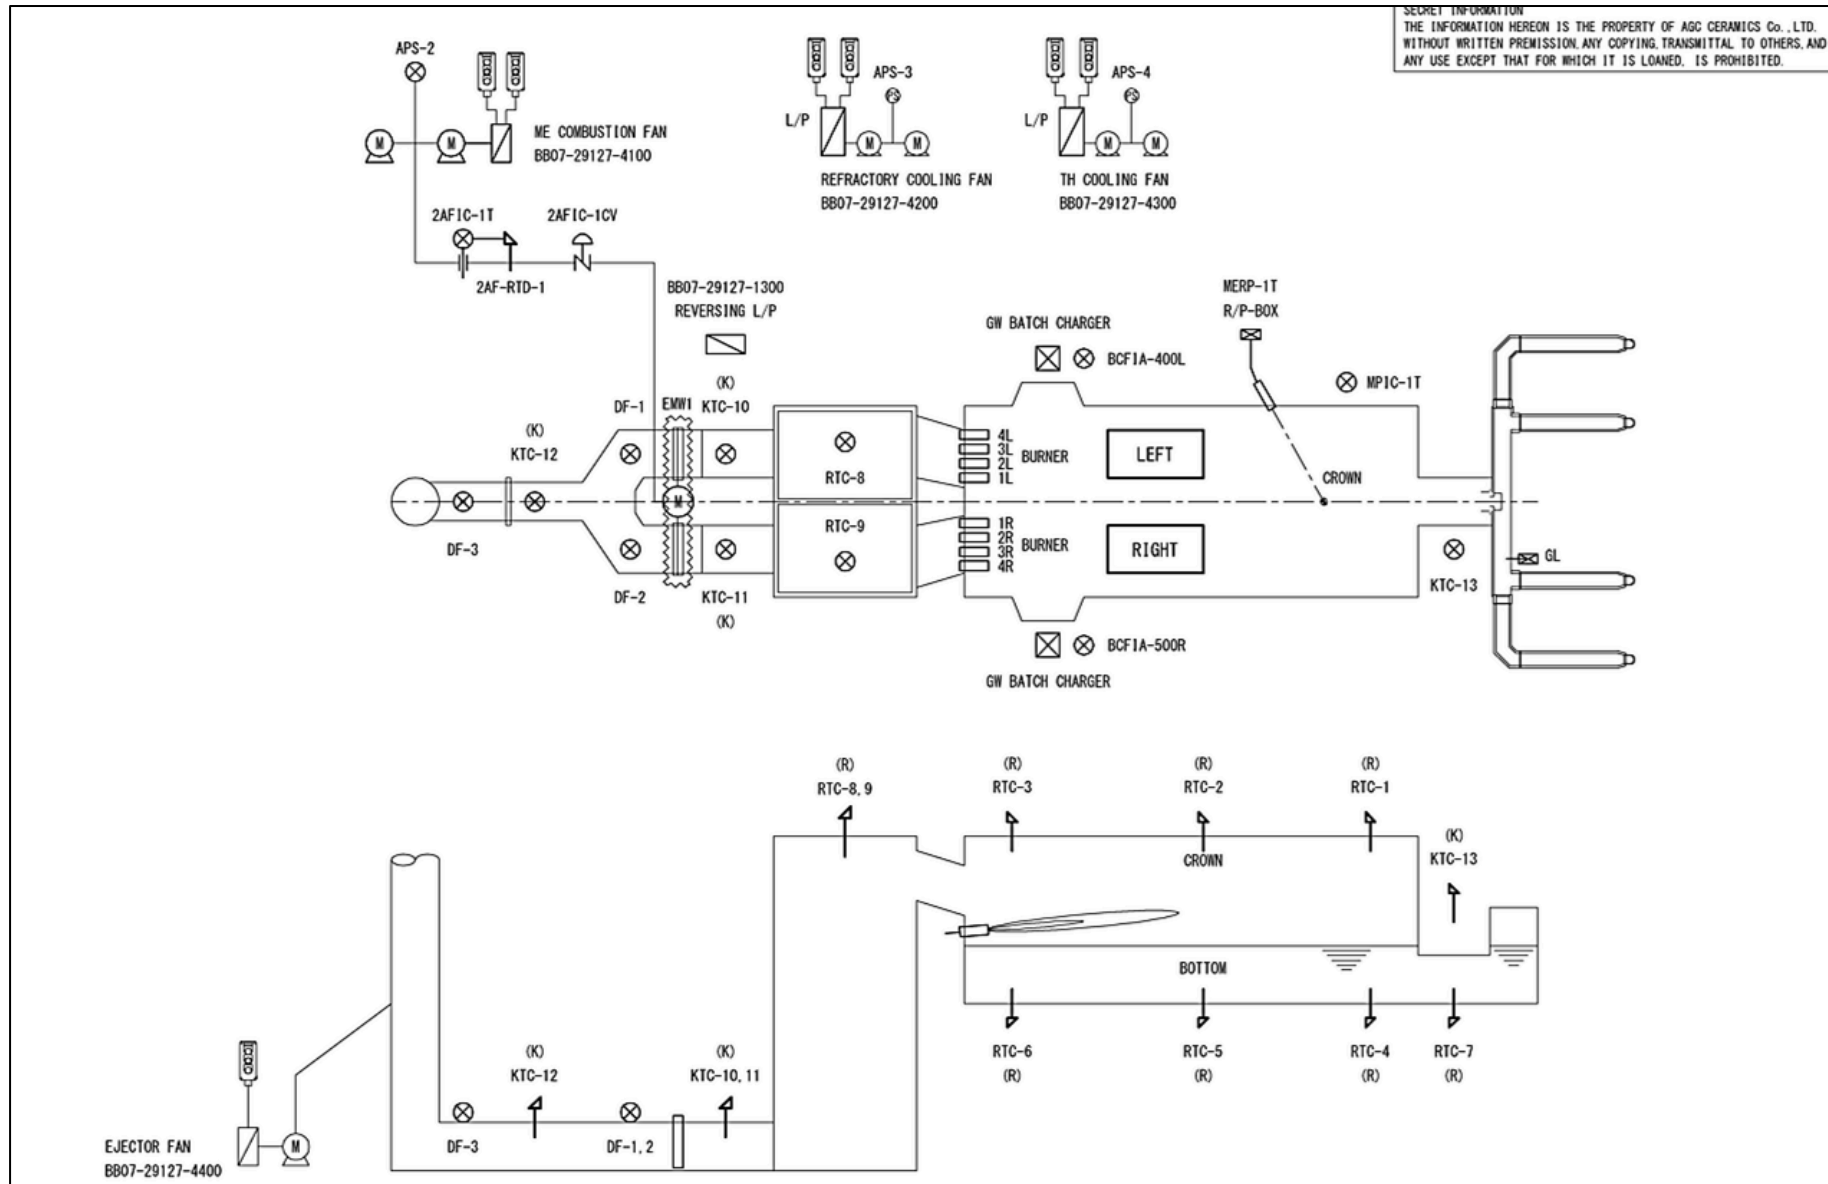 SECRET INFORMATION
THE INFORMATION HEREON IS THE PROPERTY OF AGC CERAMICS Co.,LTD.
WITHOUT WRITTEN PREMISSION,ANY COPYING,TRANSMITTAL TO OTHERS,AND
ANY USE EXCEPT THAT FOR WHICH IT IS LOANED, IS PROHIBITED.
APS-2
M
M
ME COMBUSTION FAN
BB07-29127-4100
APS-3
PS
L/P
M
M
REFRACTORY COOLING FAN
BB07-29127-4200
APS-4
PS
L/P
M
M
TH COOLING FAN
BB07-29127-4300
2AFIC-1T
2AFIC-1CV
2AF-RTD-1
BB07-29127-1300
REVERSING L/P
MERP-1T
R/P-BOX
GW BATCH CHARGER
BCFIA-400L
MPIC-1T
(K)
DF-1
EMW1
KTC-10
(K)
KTC-12
4L
3L
2L
1L
BURNER
LEFT
RTC-8
CROWN
M
RTC-9
1R
2R
3R
4R
BURNER
RIGHT
DF-3
GL
KTC-13
DF-2
KTC-11
(K)
BCFIA-500R
GW BATCH CHARGER
(R)
RTC-8,9
(R)
RTC-3
(R)
RTC-2
(R)
RTC-1
CROWN
(K)
KTC-13
BOTTOM
RTC-6
(R)
RTC-5
(R)
RTC-4
(R)
RTC-7
(R)
(K)
KTC-12
(K)
KTC-10,11
DF-3
DF-1,2
M
EJECTOR FAN
BB07-29127-4400